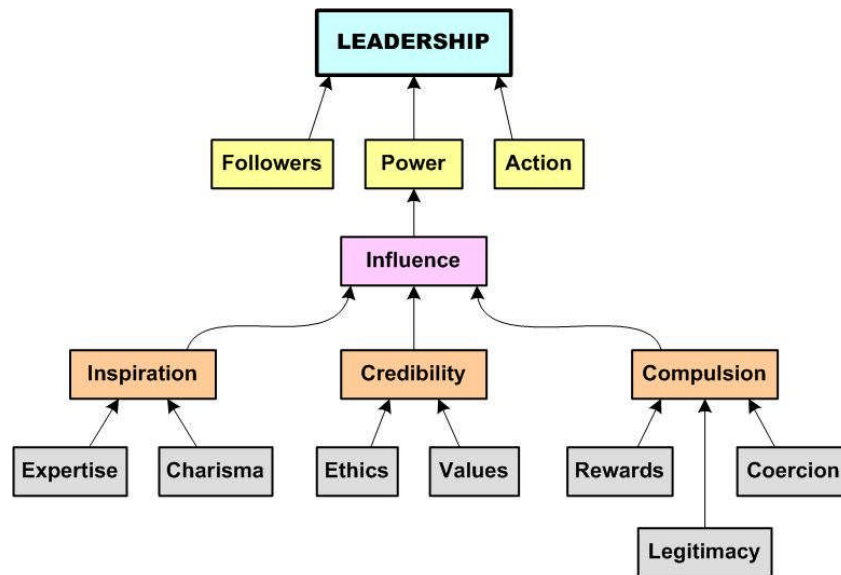 LEADERSHIP
Followers
Power
Action
Influence
Inspiration
Credibility
Compulsion
Expertise
Charisma
Ethics
Values
Rewards
Coercion
Legitimacy